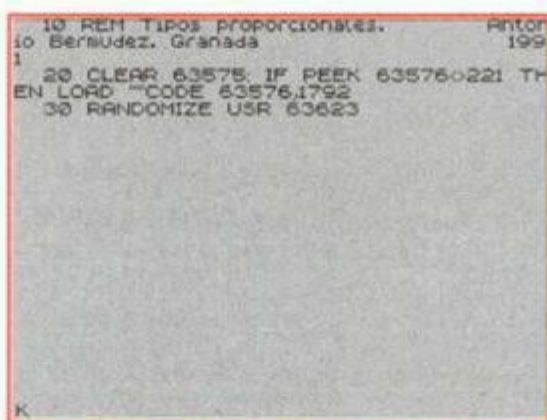 10 REM Tipos proporcionales. Anton
io Bermudez. Granada 199
1
20 CLEAR 63575: IF PEEK 63576<>221 TH
EN LOAD ""CODE 63576,1792
30 RANDOMIZE USR 63623
K